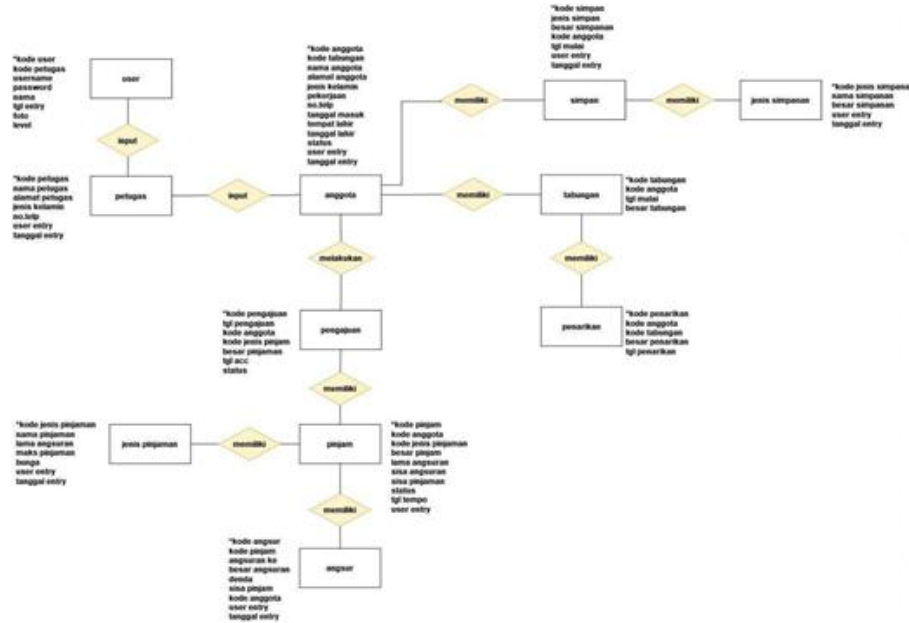 *kode user
kode petugas
username
password
nama
tgl entry
foto
level
user
input
*kode petugas
nama petugas
alamat petugas
jenis kelamin
no.telp
user entry
tanggal entry
petugas
input
*kode anggota
kode tabungan
nama anggota
alamat anggota
jenis kelamin
pekerjaan
no.telp
tanggal masuk
tempat lahir
tanggal lahir
status
user entry
tanggal entry
anggota
memiliki
*kode simpan
jenis simpan
besar simpanan
kode anggota
tgl mulai
user entry
tanggal entry
simpan
memiliki
jenis simpanan
*kode jenis simpana
nama simpanan
besar simpanan
user entry
tanggal entry
memiliki
tabungan
*kode tabungan
kode anggota
tgl mulai
besar tabungan
memiliki
penarikan
*kode penarikan
kode anggota
kode tabungan
besar penarikan
tgl penarikan
melakukan
*kode pengajuan
tgl pengajuan
kode anggota
kode jenis pinjam
besar pinjaman
tgl acc
status
pengajuan
memiliki
*kode jenis pinjaman
nama pinjaman
lama angsuran
maks pinjaman
bunga
user entry
tanggal entry
jenis pinjaman
memiliki
pinjam
*kode pinjam
kode anggota
kode jenis pinjaman
besar pinjam
lama angsuran
sisa angsuran
sisa pinjaman
status
tgl tempo
user entry
memiliki
*kode angsur
kode pinjam
angsuran ke
besar angsuran
denda
sisa pinjam
kode anggota
user entry
tanggal entry
angsur